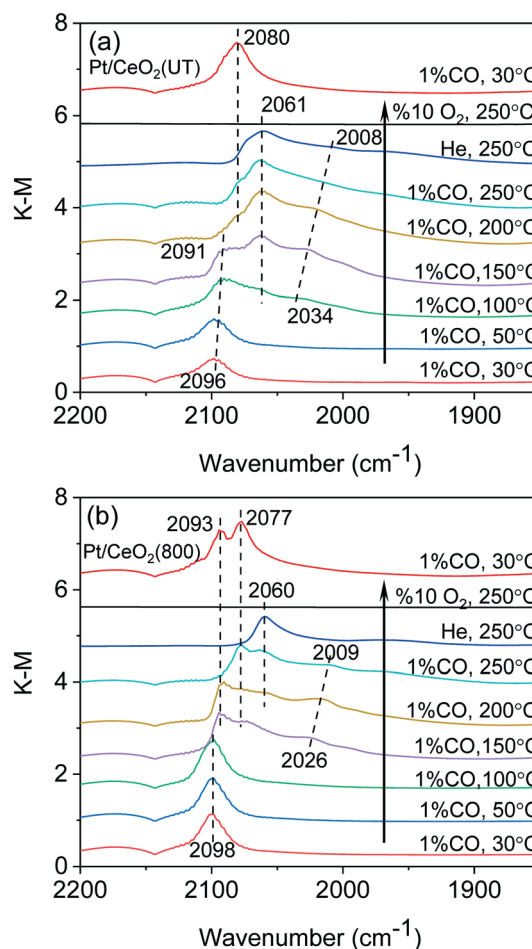 (a)
2080
Pt/CeO2(UT)
1%CO, 30°C
2061
%10 O2, 250°C
2008
He, 250°C
1%CO, 250°C
1%CO, 200°C
2091
1%CO, 150°C
1%CO,100°C
2034
1%CO, 50°C
2096
1%CO, 30°C
K-M
8
6
4
2
0
2200 2100 2000 1900
Wavenumber (cm-1)
(b)
2093
2077
Pt/CeO2(800)
1%CO, 30°C
2060
%10 O2, 250°C
He, 250°C
2009
1%CO, 250°C
1%CO, 200°C
2026
1%CO, 150°C
1%CO,100°C
1%CO, 50°C
2098
1%CO, 30°C
K-M
8
6
4
2
0
2200 2100 2000 1900
Wavenumber (cm-1)